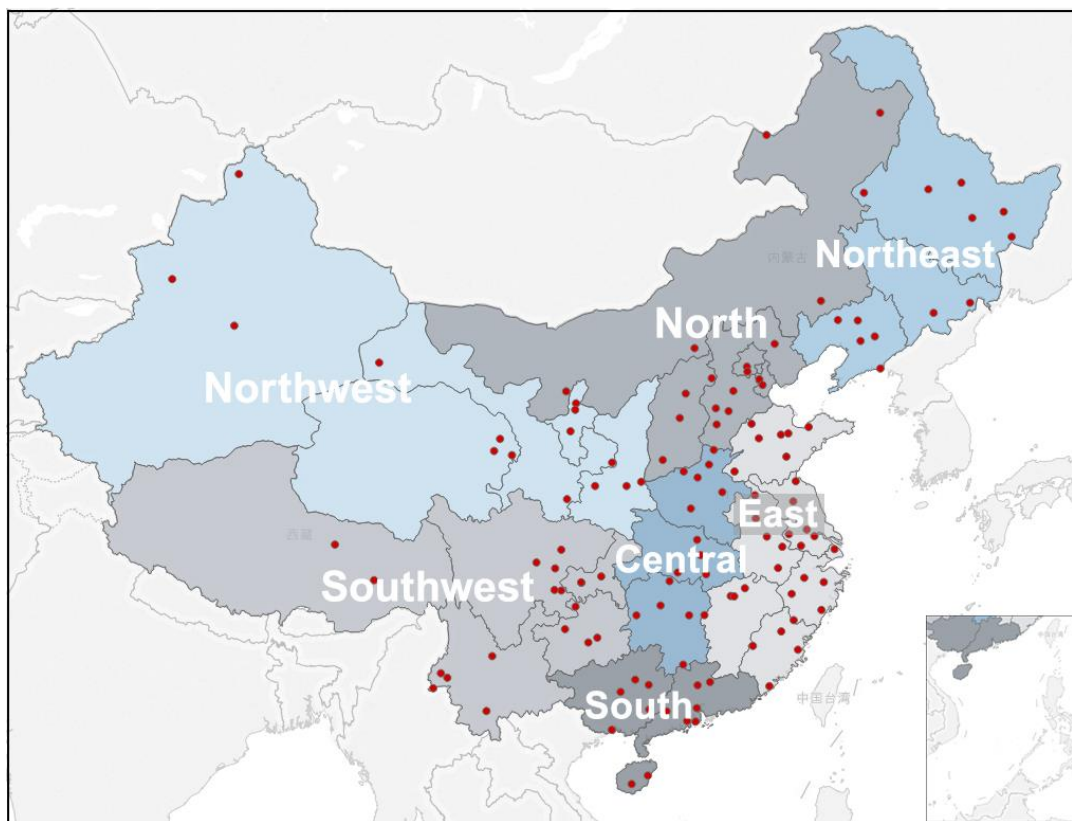 内蒙古
Northeast
North
Northwest
East
西藏
Central
Southwest
South
中国台湾